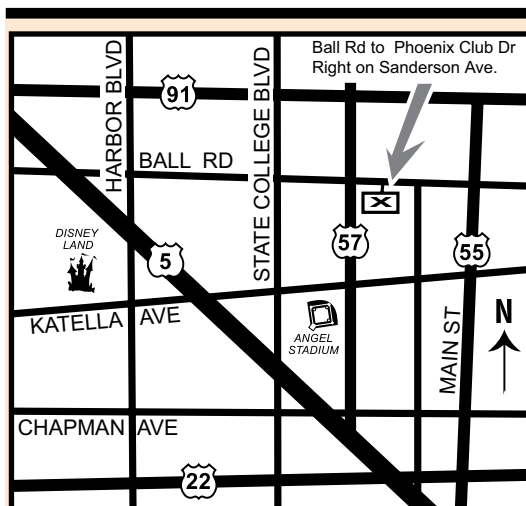 Ball Rd to Phoenix Club Dr
Right on Sanderson Ave.
HARBOR BLVD
STATE COLLEGE BLVD
91
BALL RD
X
DISNEY
LAND
5
57
55
KATELLA AVE
ANGEL
STADIUM
MAIN ST
N
CHAPMAN AVE
22